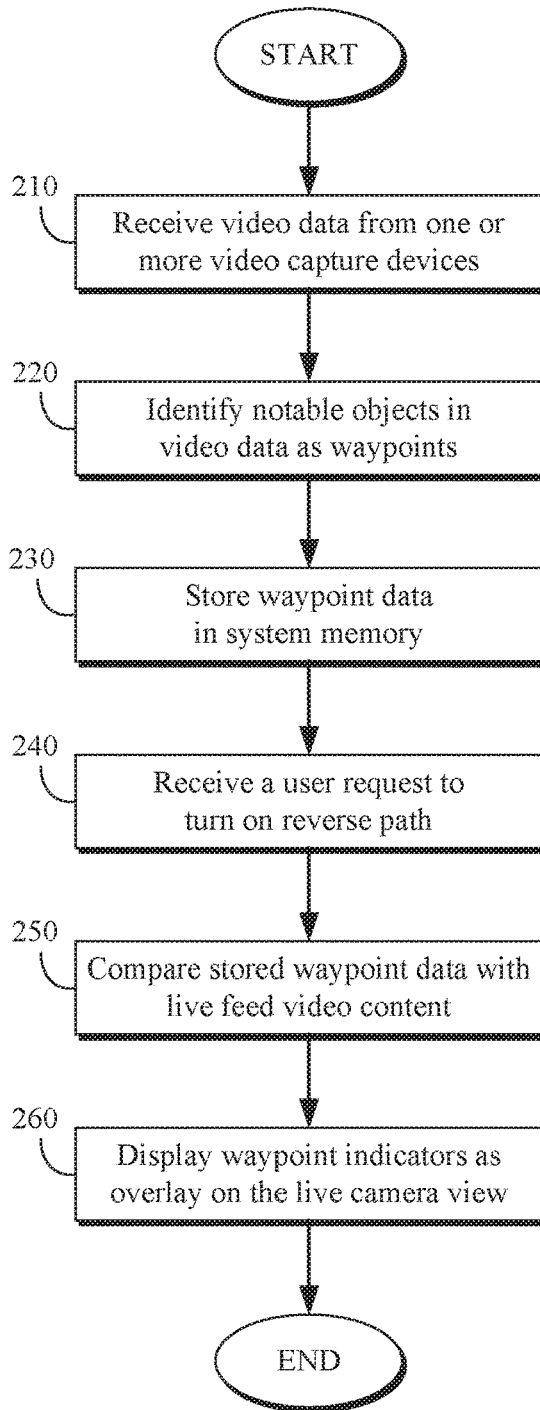 START
210
Receive video data from one or
more video capture devices
220
Identify notable objects in
video data as waypoints
230
Store waypoint data
in system memory
240
Receive a user request to
turn on reverse path
250
Compare stored waypoint data with
live feed video content
260
Display waypoint indicators as
overlay on the live camera view
END